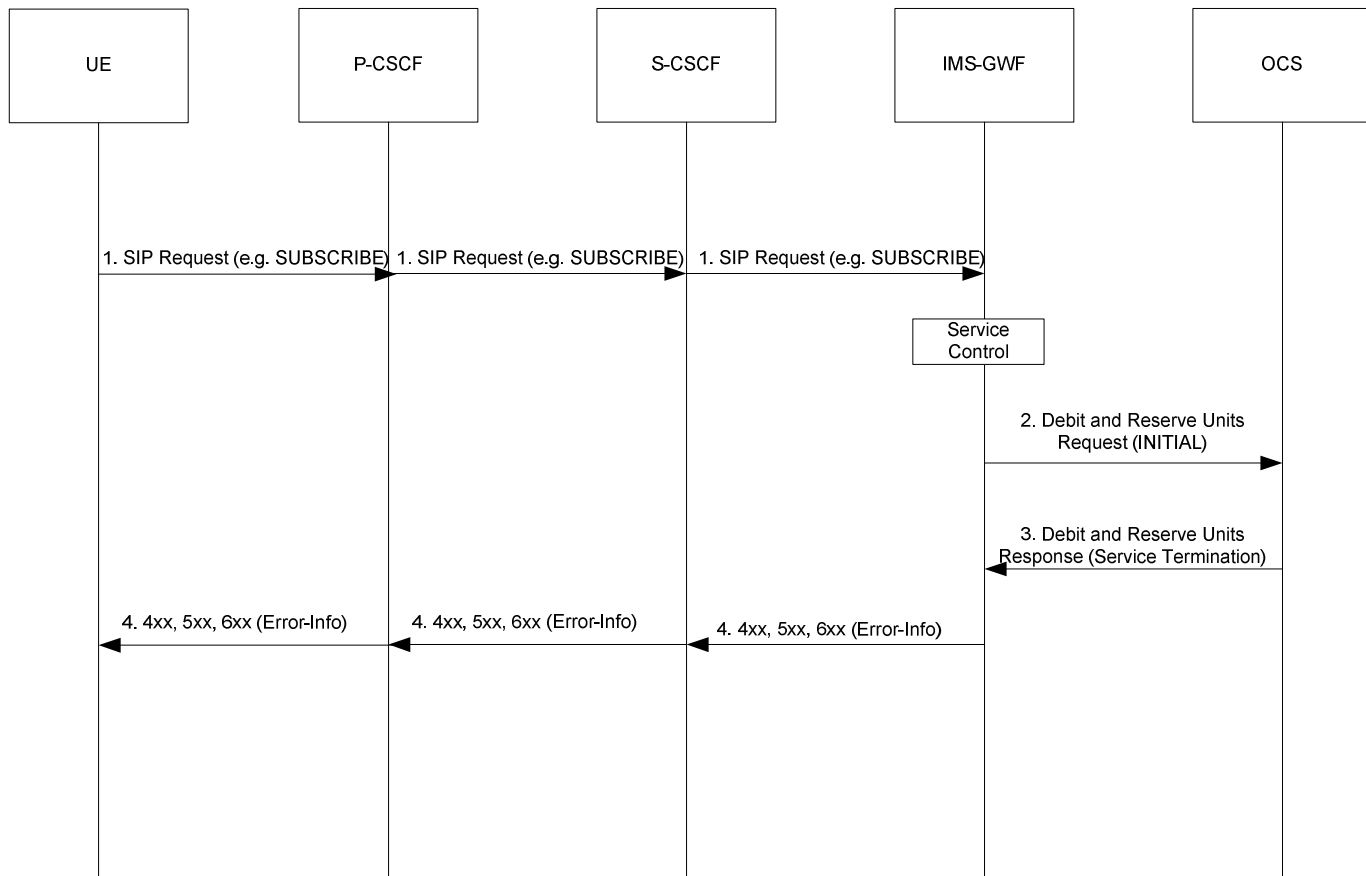 UE
P-CSCF
S-CSCF
IMS-GWF
OCS
1. SIP Request (e.g. SUBSCRIBE)
1. SIP Request (e.g. SUBSCRIBE)
1. SIP Request (e.g. SUBSCRIBE)
Service
Control
2. Debit and Reserve Units
Request (INITIAL)
3. Debit and Reserve Units
Response (Service Termination)
4. 4xx, 5xx, 6xx (Error-Info)
4. 4xx, 5xx, 6xx (Error-Info)
4. 4xx, 5xx, 6xx (Error-Info)